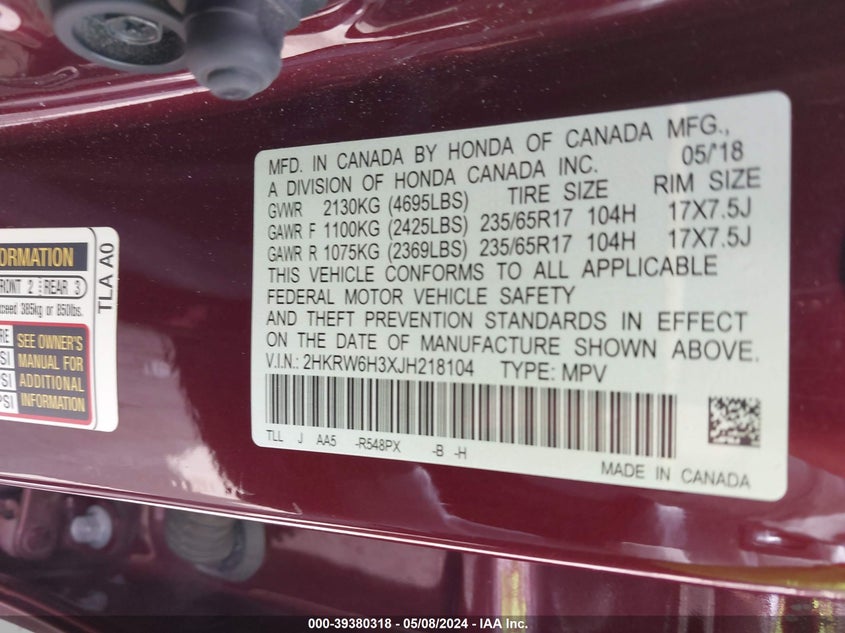 MFD. IN CANADA BY HONDA OF CANADA MFG.,
A DIVISION OF HONDA CANADA INC. 05/'18
GVWR 2130KG (4695LBS) TIRE SIZE RIM SIZE
GAWR F 1100KG (2425LBS) 235/65R17 104H 17X7.5J
GAWR R 1075KG (2369LBS) 235/65R17 104H 17X7.5J
THIS VEHICLE CONFORMS TO ALL APPLICABLE
FEDERAL MOTOR VEHICLE SAFETY
AND THEFT PREVENTION STANDARDS IN EFFECT
ON THE DATE OF MANUFACTURE SHOWN ABOVE.
V.I.N.: 2HKRW6H3XJH218104 TYPE: MPV
TLL J AA5 -R548PX -B -H
MADE IN CANADA
FRONT 2 REAR 3
385kg or 850lbs.
SEE OWNER'S
MANUAL FOR
ADDITIONAL
INFORMATION
TLA A0
000-39380318 - 05/08/2024 - IAA Inc.